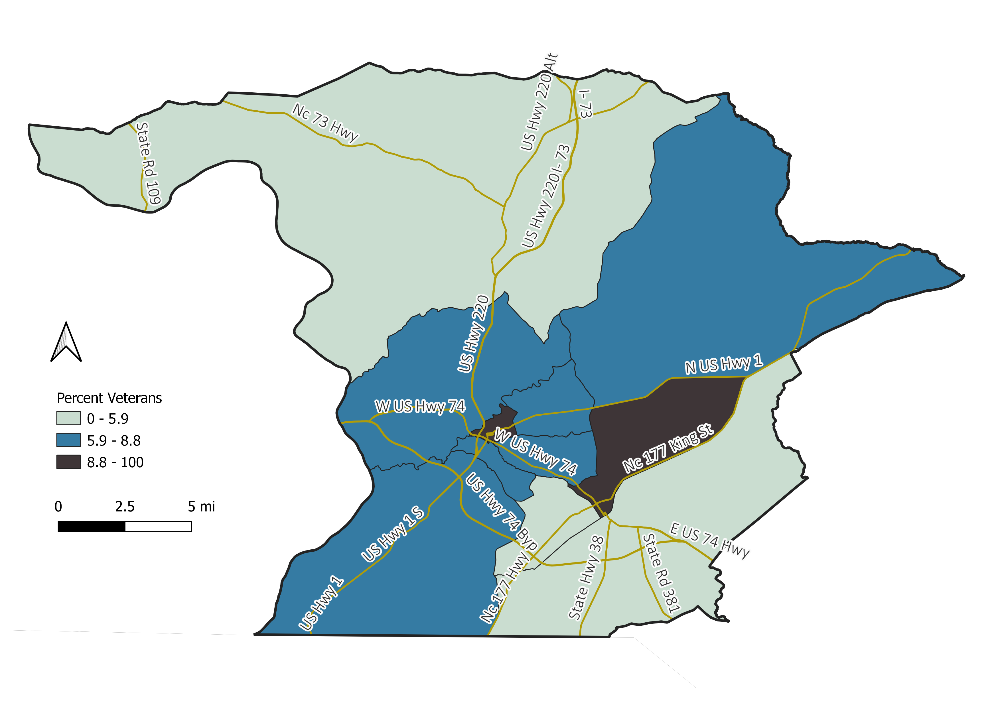 US Hwy 220 Alt
I-73
Nc 73 Hwy
State Rd 109
US Hwy 220I-73
US Hwy 220
N US Hwy 1
W US Hwy 74
W US Hwy 74
Nc 177 King St
US Hwy 74 Byp
US Hwy 1 S
US Hwy 1
Nc 177 Hwy
State Hwy 38
State Rd 381
E US 74 Hwy
Percent Veterans
0 - 5.9
5.9 - 8.8
8.8 - 100
0 2.5 5 mi